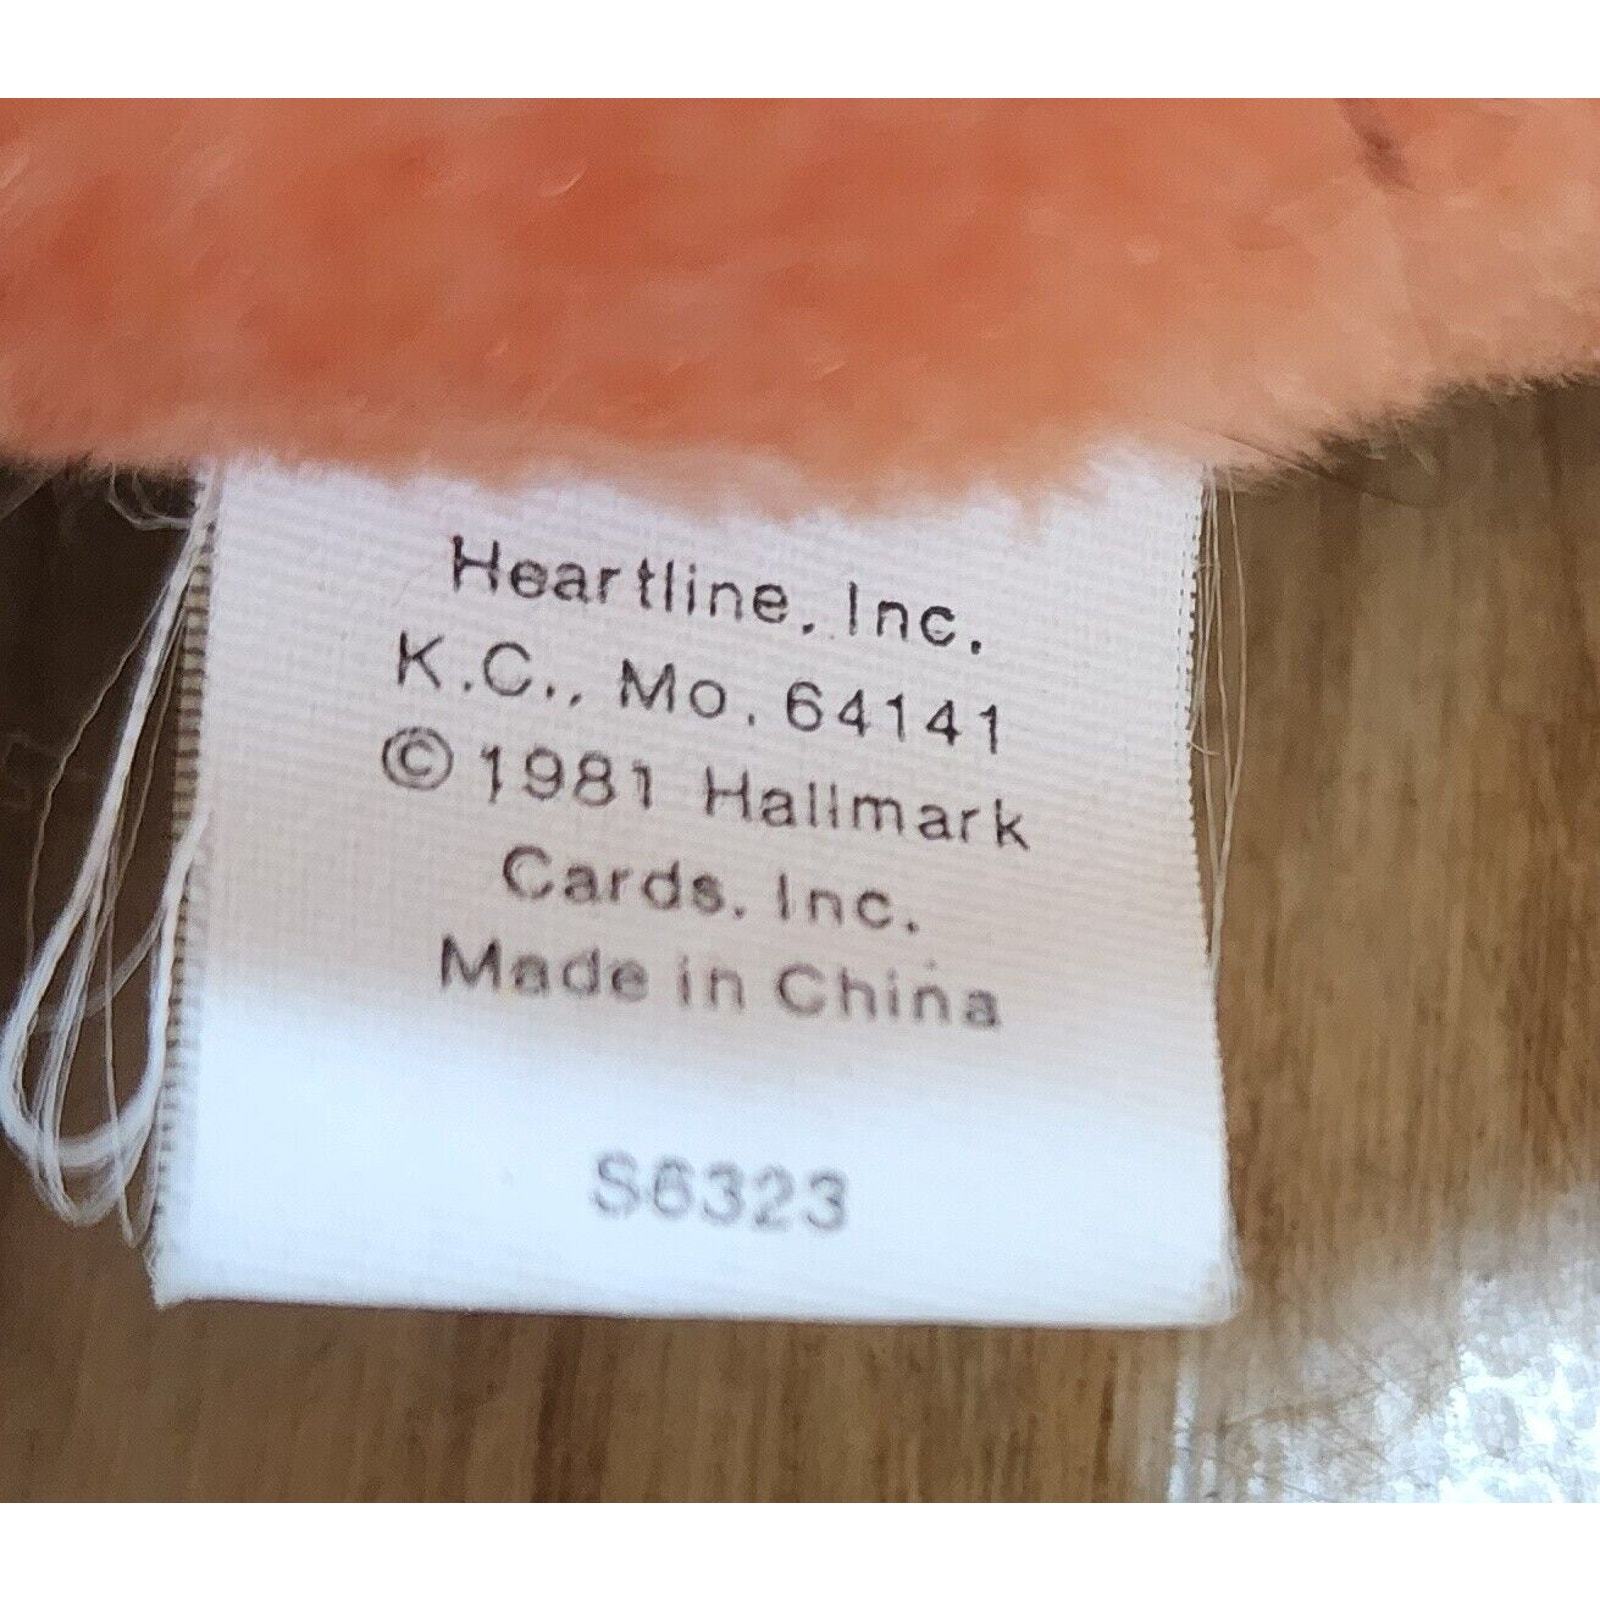 Heartline, Inc.
K.C., Mo. 64141
© 1981 Hallmark
Cards, Inc.
Made in China
S6323